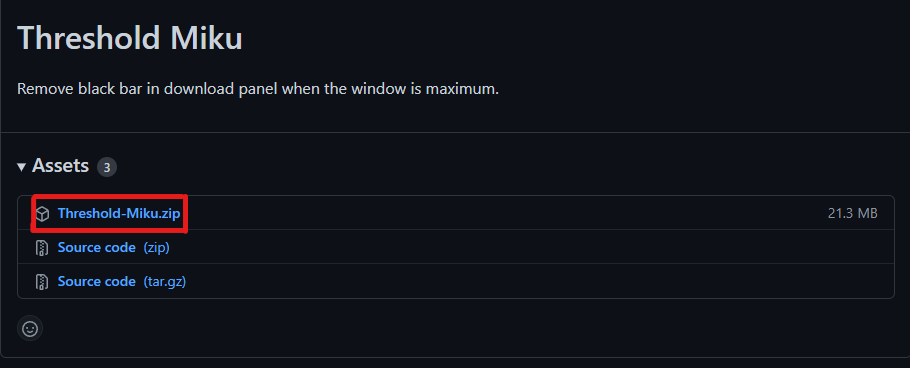 Threshold Miku
Remove black bar in download panel when the window is maximum.
Assets 3
Threshold-Miku.zip 21.3 MB
Source code (zip)
Source code (tar.gz)